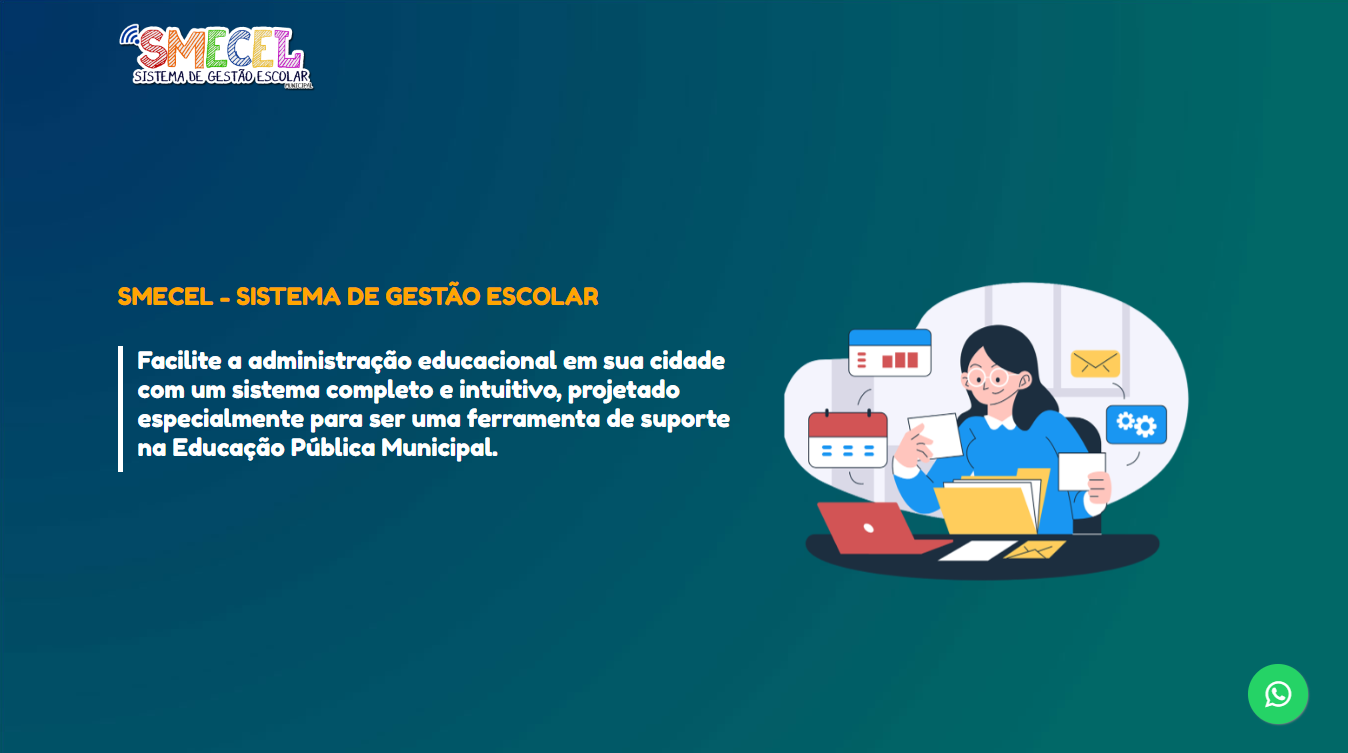 SMECEL
SISTEMA DE GESTÃO ESCOLAR
MUNICIPAL
SMECEL - SISTEMA DE GESTÃO ESCOLAR
Facilite a administração educacional em sua cidade
com um sistema completo e intuitivo, projetado
especialmente para ser uma ferramenta de suporte
na Educação Pública Municipal.